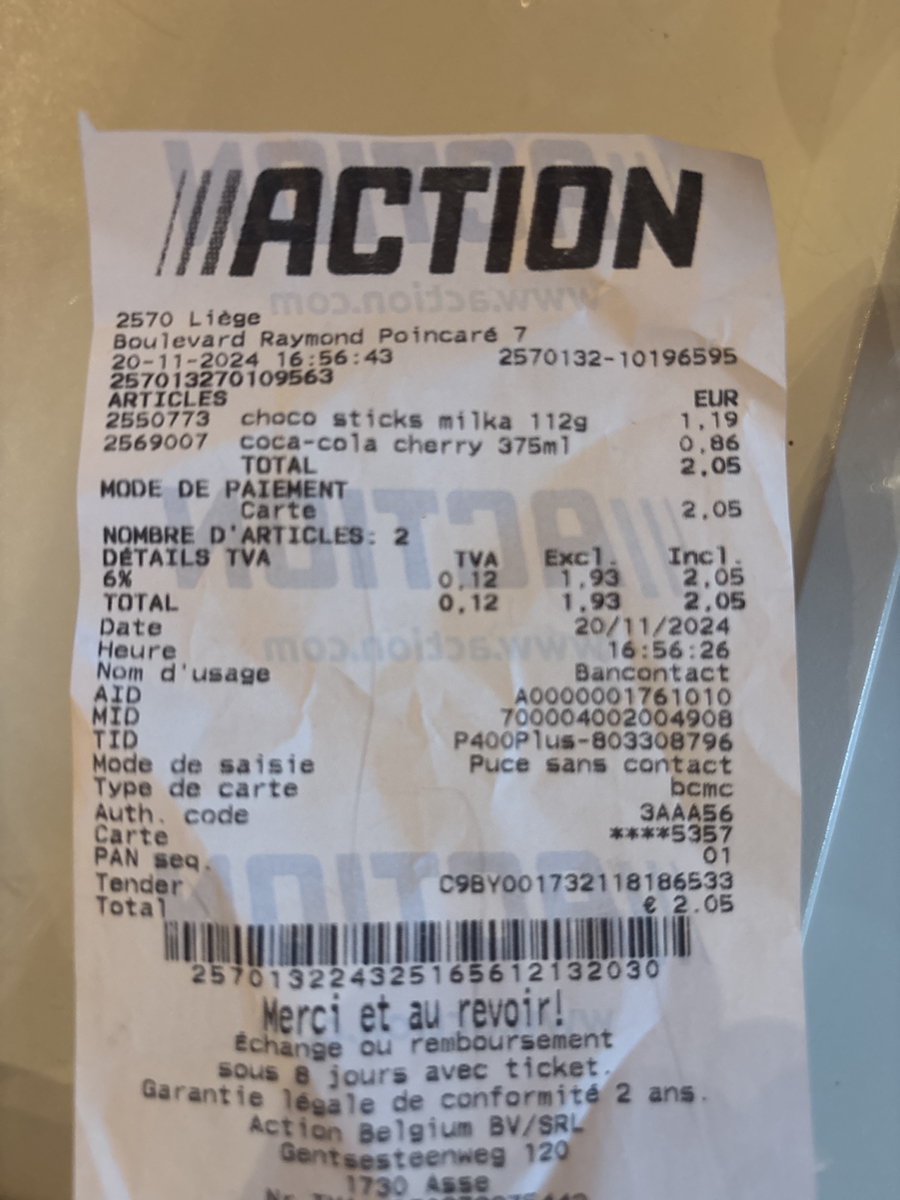 ACTION
2570 Liège
Boulevard Raymond Poincaré 7
20-11-2024 16:56:43 2570132-10196595
257013270109563
ARTICLES EUR
2550773 choco sticks milka 112g 1,19
2569007 coca-cola cherry 375ml 0,86
TOTAL 2,05
MODE DE PAIEMENT
Carte 2,05
NOMBRE D'ARTICLES: 2
DÉTAILS TVA TVA Excl. Incl.
6% 0,12 1,93 2,05
TOTAL 0,12 1,93 2,05
Date 20/11/2024
Heure 16:56:26
Nom d'usage Bancontact
AID A0000001761010
MID 700004002004908
TID P400Plus-803308796
Mode de saisie Puce sans contact
Type de carte bcmc
Auth. code 3AAA56
Carte ****5357
PAN seq. 01
Tender C9BY001732118186533
Total € 2.05
257013224325165612132030
Merci et au revoir!
Échange ou remboursement
sous 8 jours avec ticket.
Garantie légale de conformité 2 ans.
Action Belgium BV/SRL
Gentsesteenweg 120
1730 Asse